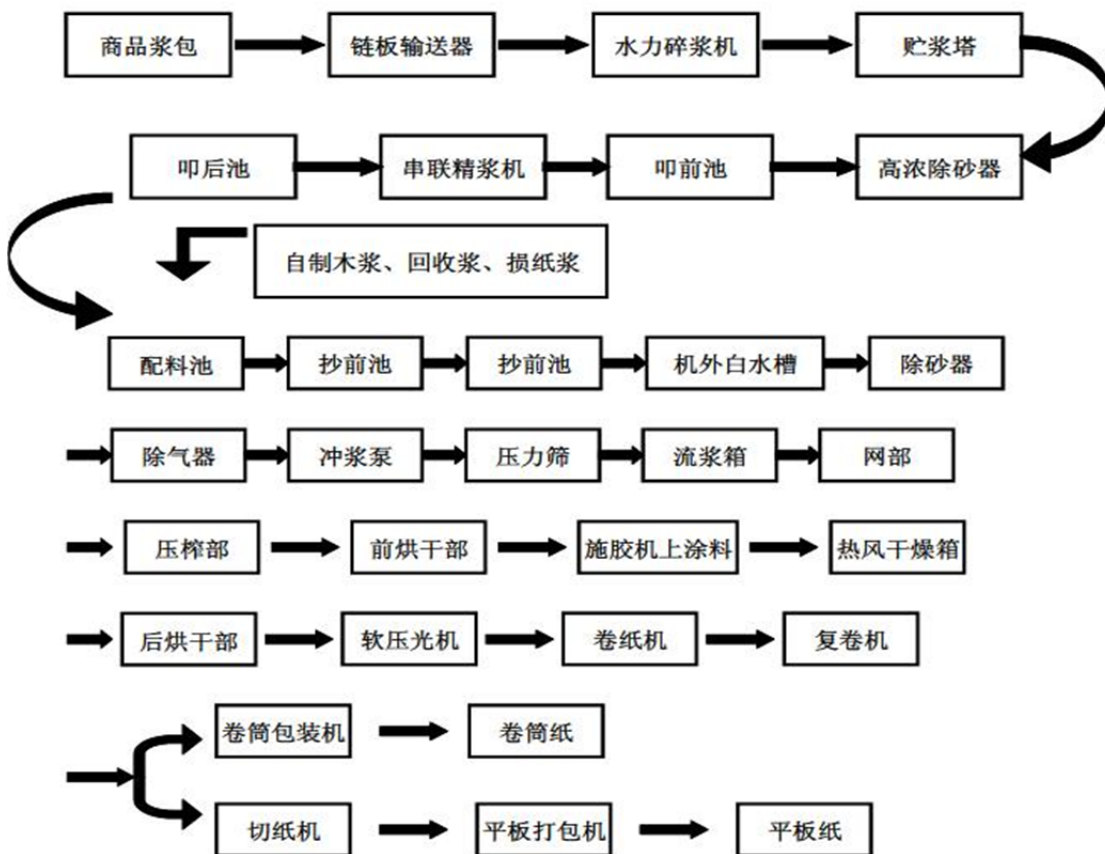 商品浆包
链板输送器
水力碎浆机
贮浆塔
叩后池
串联精浆机
叩前池
高浓除砂器
自制木浆、回收浆、损纸浆
配料池
抄前池
抄前池
机外白水槽
除砂器
除气器
冲浆泵
压力筛
流浆箱
网部
压榨部
前烘干部
施胶机上涂料
热风干燥箱
后烘干部
软压光机
卷纸机
复卷机
卷筒包装机
卷筒纸
切纸机
平板打包机
平板纸